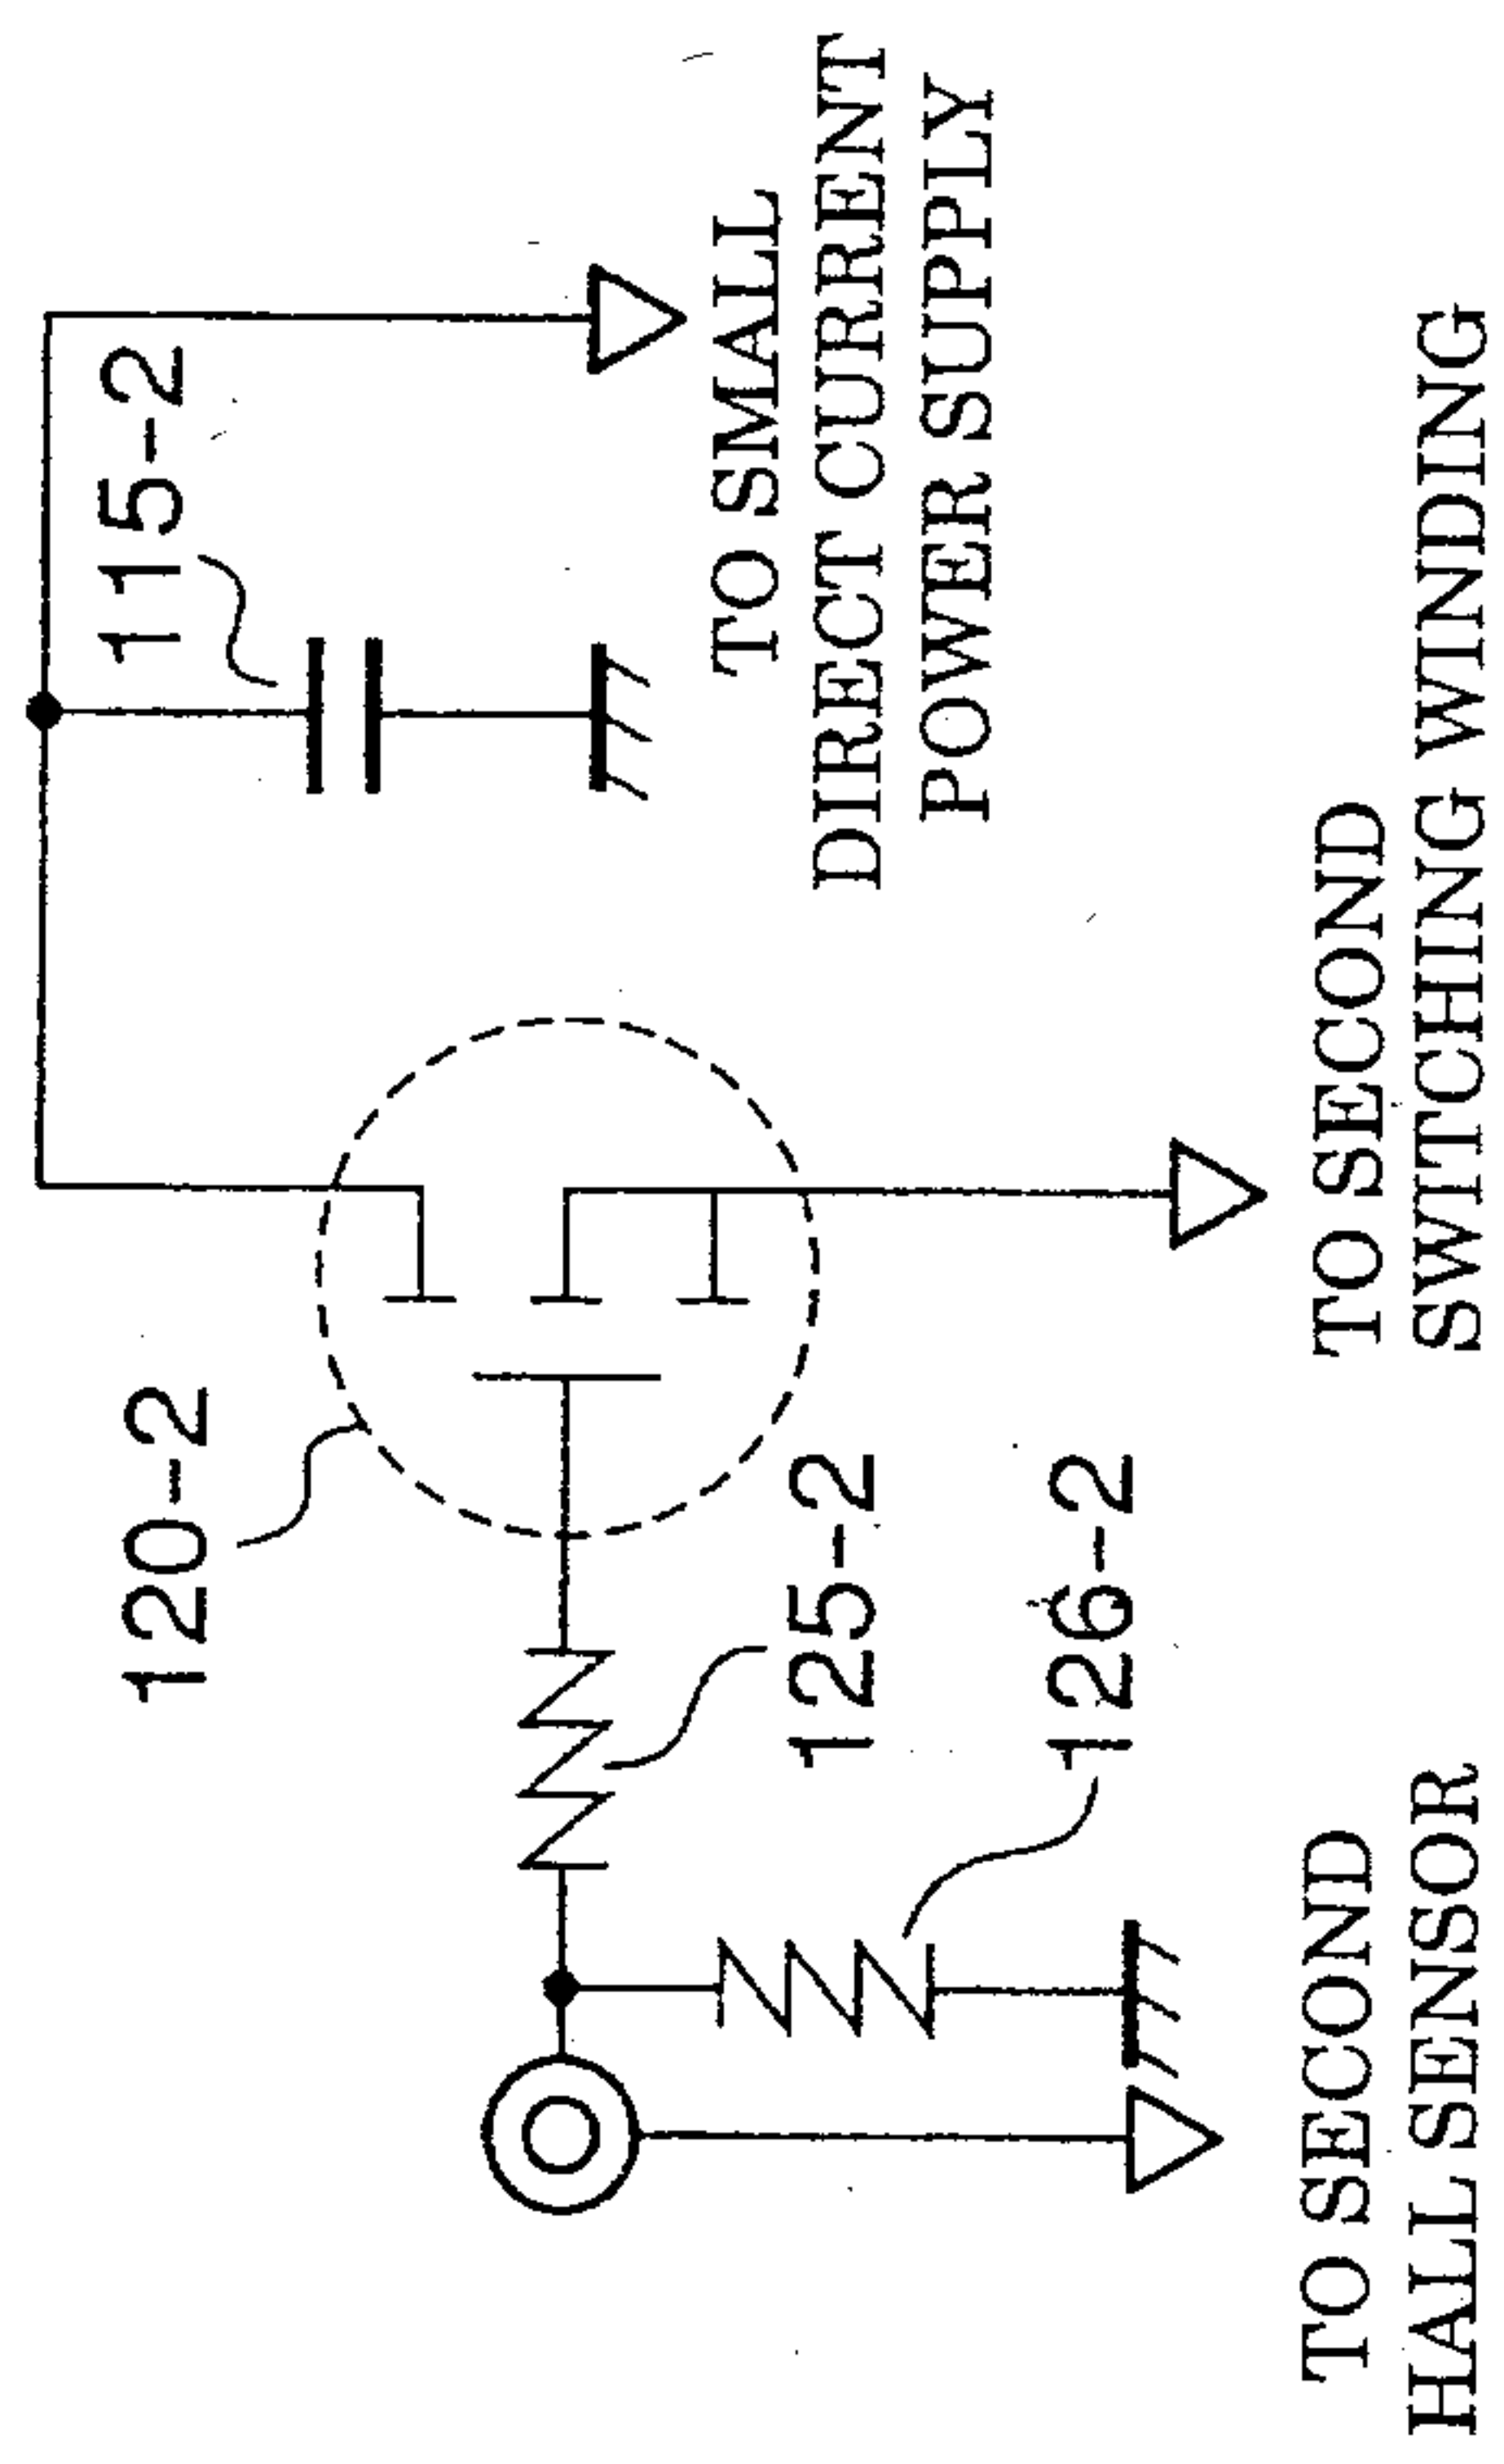 115-2
TO SMALL
DIRECT CURRENT
POWER SUPPLY
120-2
125-2
126-2
TO SECOND
SWITCHING WINDING
TO SECOND
HALL SENSOR